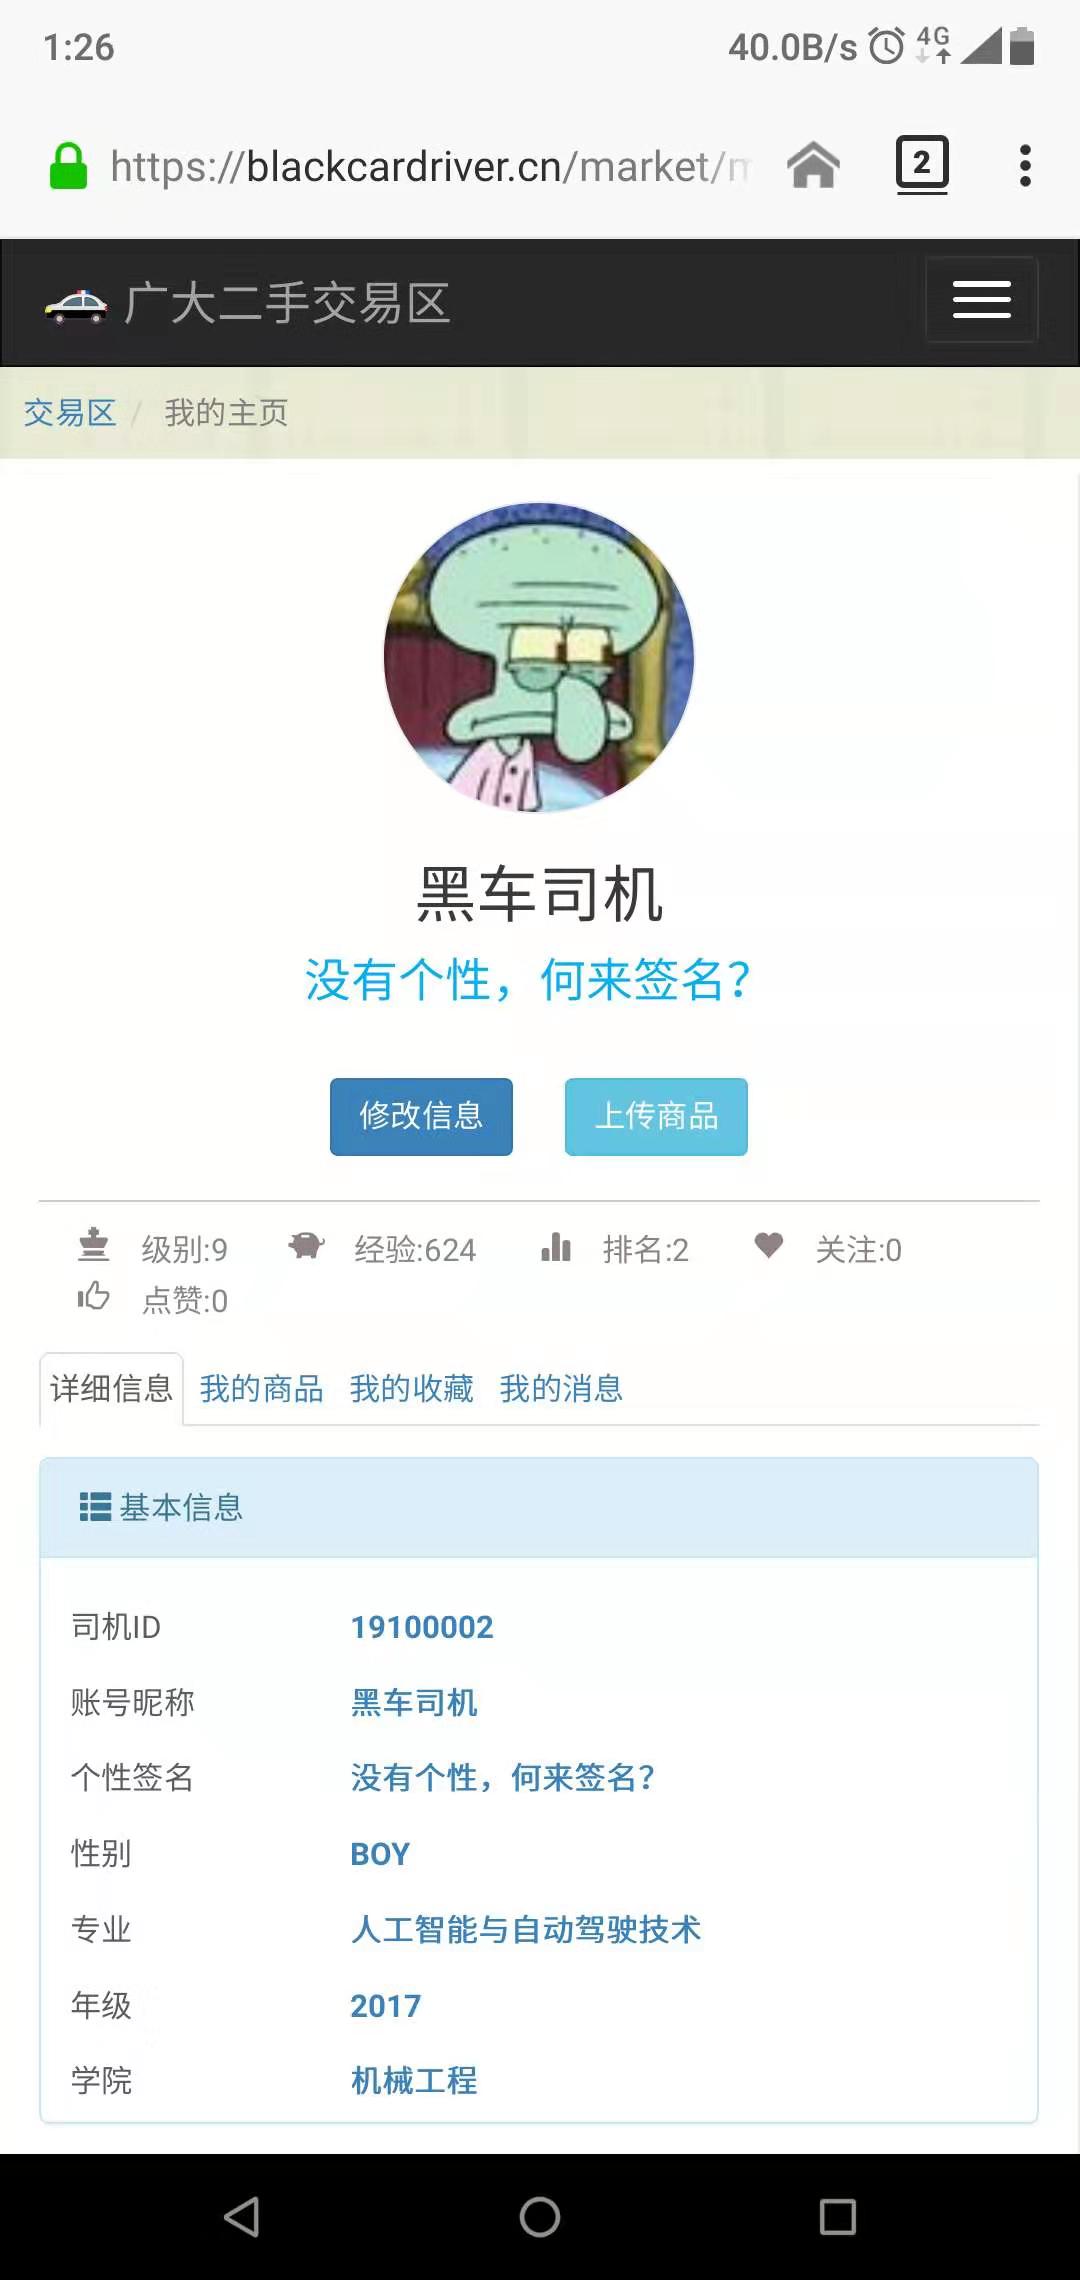 1:26
40.0B/s 4G
https://blackcardriver.cn/market/m
2
广大二手交易区
交易区 / 我的主页
黑车司机
没有个性，何来签名？
修改信息 上传商品
级别:9 经验:624 排名:2 关注:0
点赞:0
详细信息 我的商品 我的收藏 我的消息
基本信息
司机ID 19100002
账号昵称 黑车司机
个性签名 没有个性，何来签名？
性别 BOY
专业 人工智能与自动驾驶技术
年级 2017
学院 机械工程